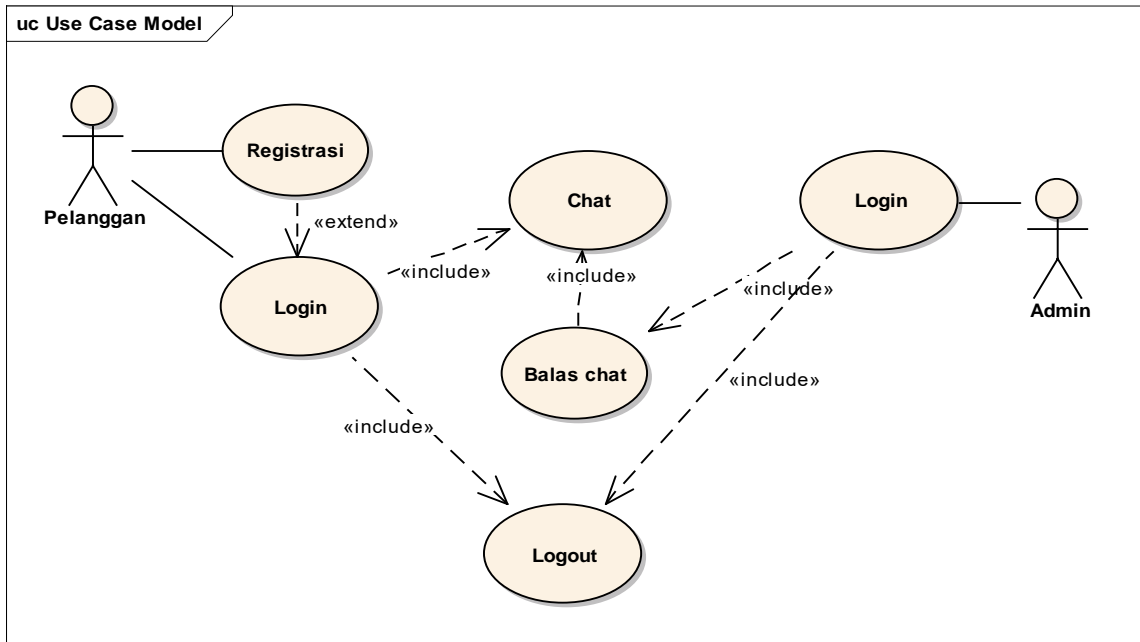 uc Use Case Model
Pelanggan
Registrasi
«extend»
Login
«include»
Chat
«include»
Balas chat
Login
«include»
Admin
«include»
«include»
Logout